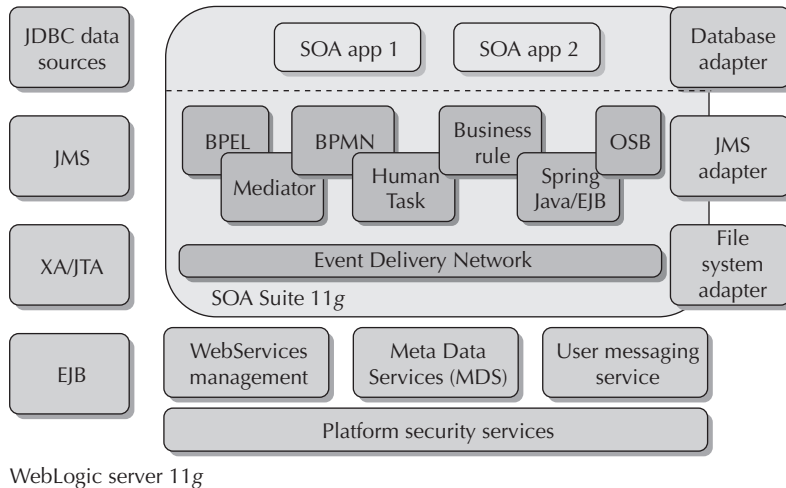 JDBC data
sources
SOA app 1
SOA app 2
Database
adapter
JMS
BPEL
BPMN
Business
rule
OSB
Mediator
Human
Task
Spring
Java/EJB
JMS
adapter
XA/JTA
Event Delivery Network
SOA Suite 11g
File
system
adapter
EJB
WebServices
management
Meta Data
Services (MDS)
User messaging
service
Platform security services
WebLogic server 11g